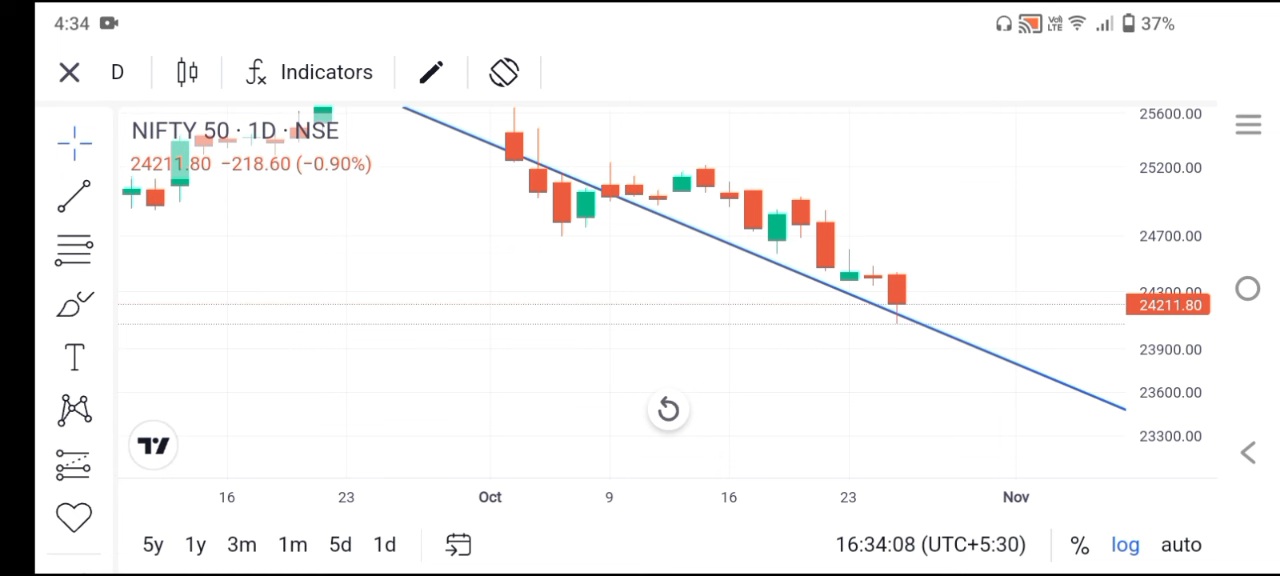 4:34 Vo) LTE 37%
D Indicators
NIFTY 50 · 1D · NSE
24211.80 −218.60 (−0.90%)
25600.00
25200.00
24700.00
24300.00
24211.80
23900.00
23600.00
23300.00
16 23 Oct 9 16 23 Nov
5y 1y 3m 1m 5d 1d 16:34:08 (UTC+5:30) % log auto